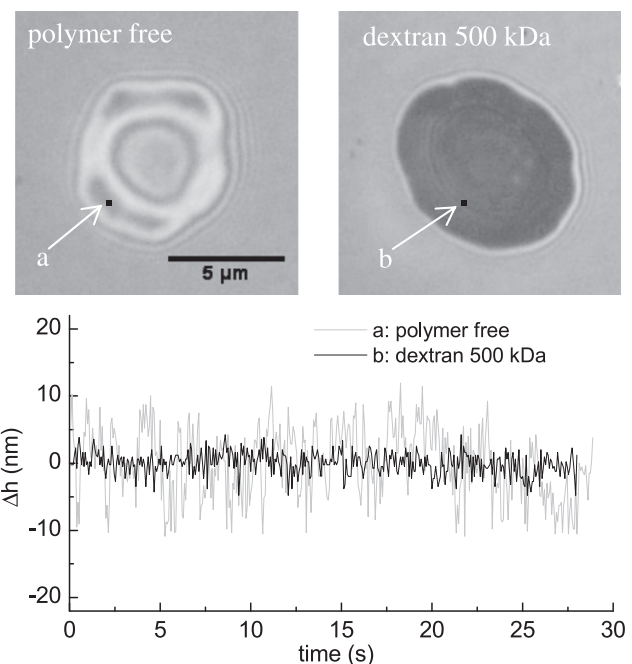 polymer free
dextran 500 kDa
a
b
5 μm
a: polymer free
b: dextran 500 kDa
20
10
0
-10
-20
Δh (nm)
0 5 10 15 20 25 30
time (s)